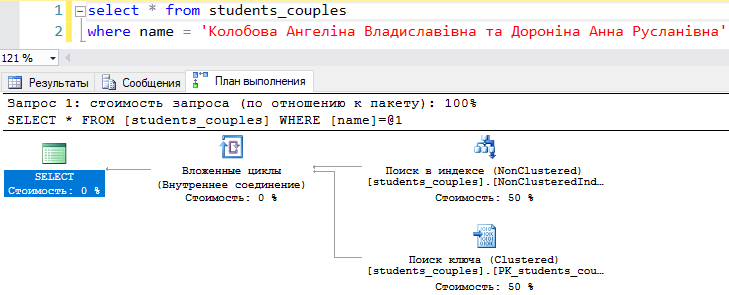 1 select * from students_couples
2 where name = 'Колобова Ангеліна Владиславівна та Дороніна Анна Русланівна'
121 %
Результаты Сообщения План выполнения
Запрос 1: стоимость запроса (по отношению к пакету): 100%
SELECT * FROM [students_couples] WHERE [name]=@1
SELECT
Стоимость: 0 %
Вложенные циклы
(Внутреннее соединение)
Стоимость: 0 %
Поиск в индексе (NonClustered)
[students_couples].[NonClusteredInd…
Стоимость: 50 %
Поиск ключа (Clustered)
[students_couples].[PK_students_cou…
Стоимость: 50 %